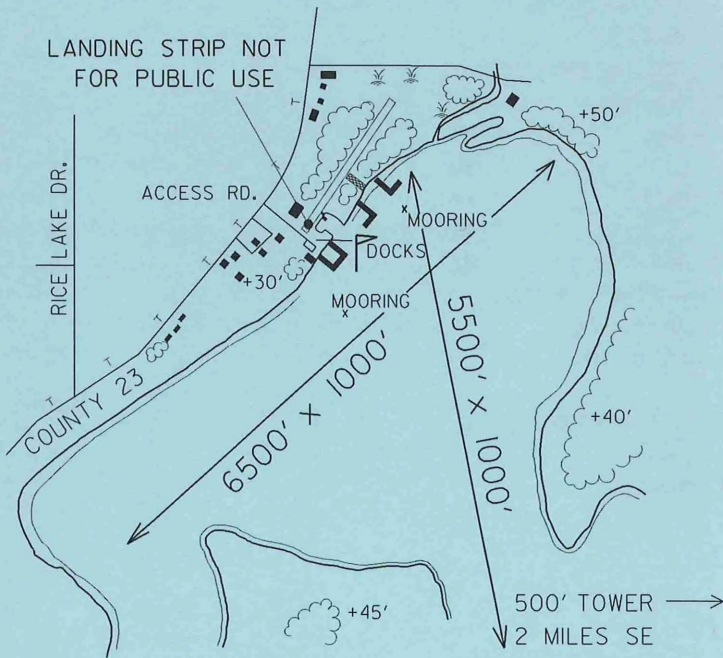 LANDING STRIP NOT
FOR PUBLIC USE
+50'
RICE LAKE DR.
ACCESS RD.
MOORING
DOCKS
+30'
MOORING
5500' X 1000'
6500' X 1000'
COUNTY 23
+40'
+45'
500' TOWER
2 MILES SE